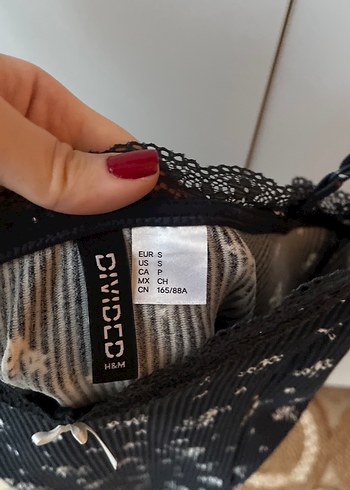 DIVIDED
H&M
EUR S
US S
CA P
MX CH
CN 165/88A